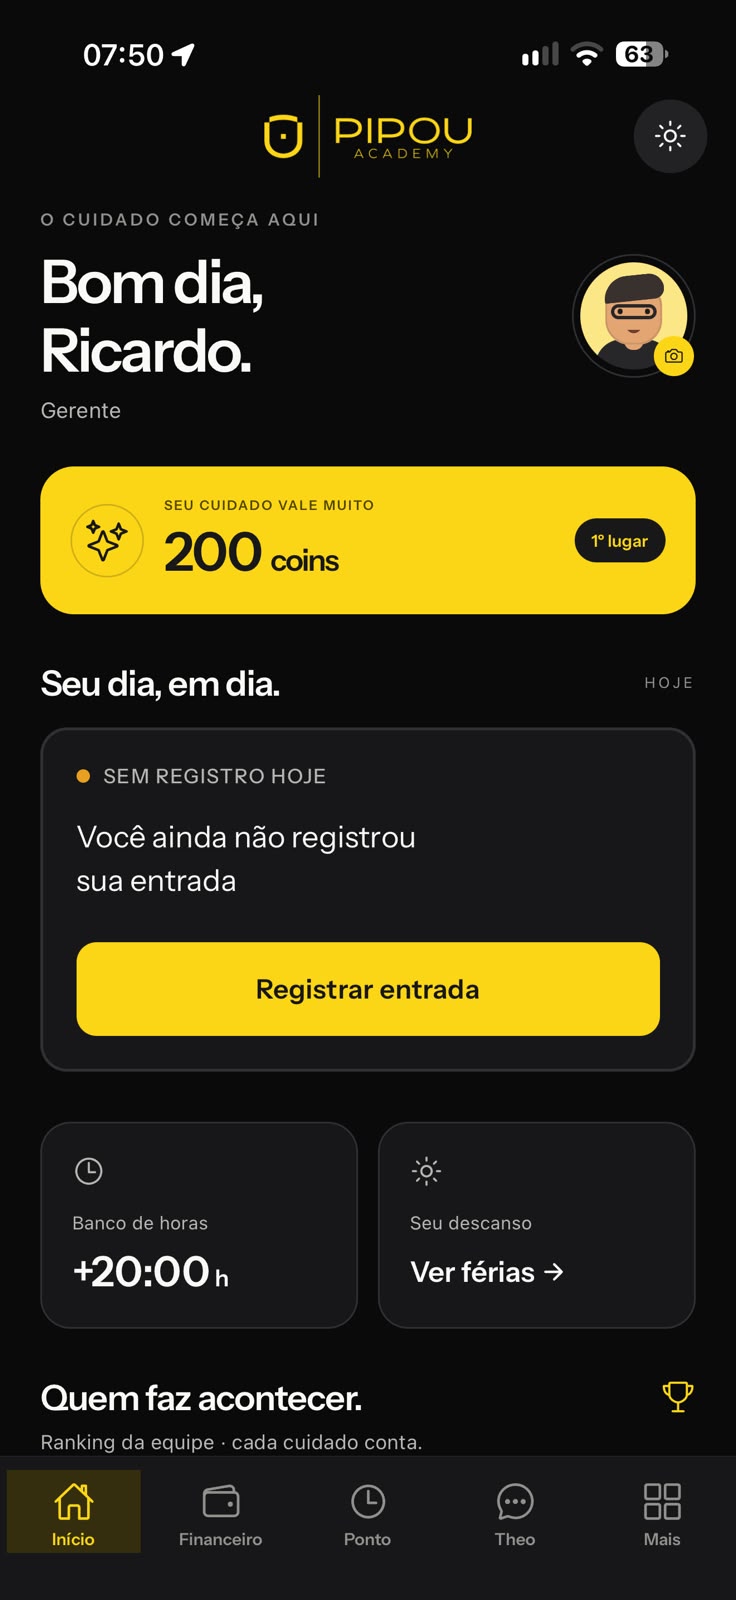 07:50
63
PIPOU
ACADEMY
O CUIDADO COMEÇA AQUI
Bom dia,
Ricardo.
Gerente
SEU CUIDADO VALE MUITO
200 coins
1º lugar
Seu dia, em dia.
HOJE
SEM REGISTRO HOJE
Você ainda não registrou
sua entrada
Registrar entrada
Banco de horas
+20:00 h
Seu descanso
Ver férias →
Quem faz acontecer.
Ranking da equipe · cada cuidado conta.
Início
Financeiro
Ponto
Theo
Mais